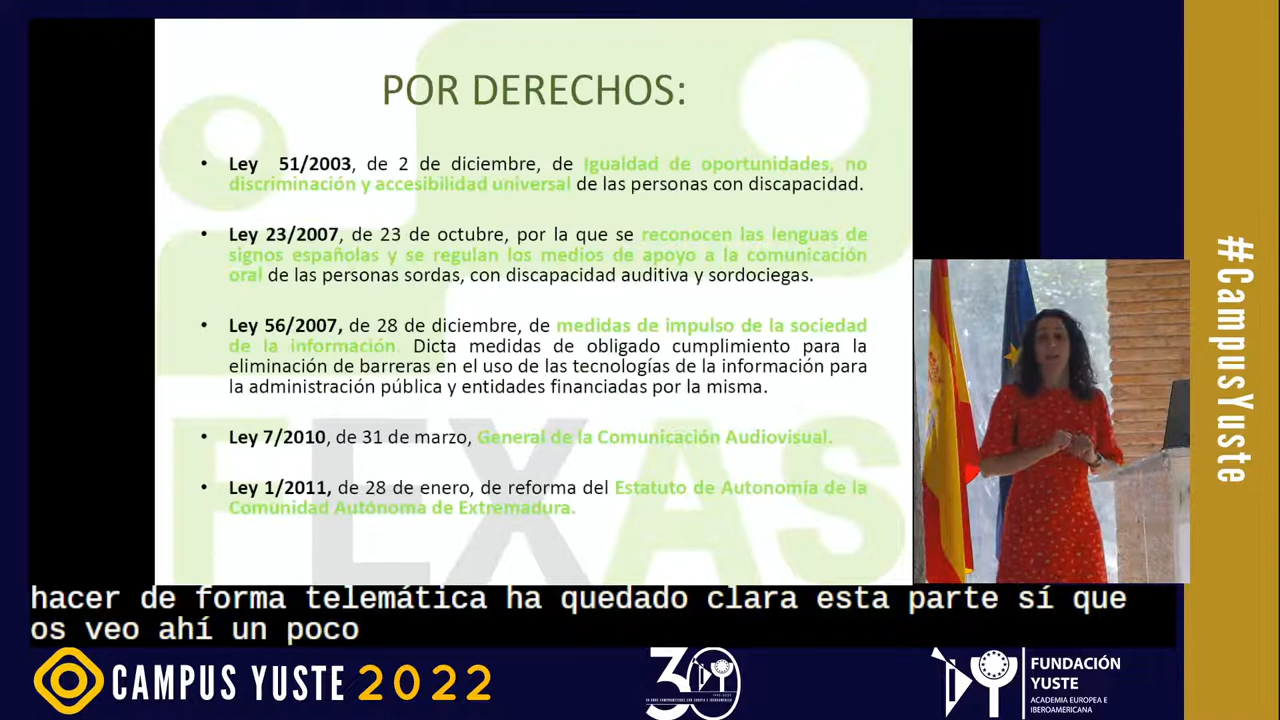 POR DERECHOS:
• Ley 51/2003, de 2 de diciembre, de Igualdad de oportunidades, no
discriminación y accesibilidad universal de las personas con discapacidad.
• Ley 23/2007, de 23 de octubre, por la que se reconocen las lenguas de
signos españolas y se regulan los medios de apoyo a la comunicación
oral de las personas sordas, con discapacidad auditiva y sordociegas.
• Ley 56/2007, de 28 de diciembre, de medidas de impulso de la sociedad
de la información. Dicta medidas de obligado cumplimiento para la
eliminación de barreras en el uso de las tecnologías de la información para
la administración pública y entidades financiadas por la misma.
• Ley 7/2010, de 31 de marzo, General de la Comunicación Audiovisual.
• Ley 1/2011, de 28 de enero, de reforma del Estatuto de Autonomía de la
Comunidad Autónoma de Extremadura.
FEXAS
#CampusYuste
hacer de forma telemática ha quedado clara esta parte sí que
os veo ahí un poco
CAMPUS YUSTE 2022
30
FUNDACIÓN
YUSTE
ACADEMIA EUROPEA E
IBEROAMERICANA